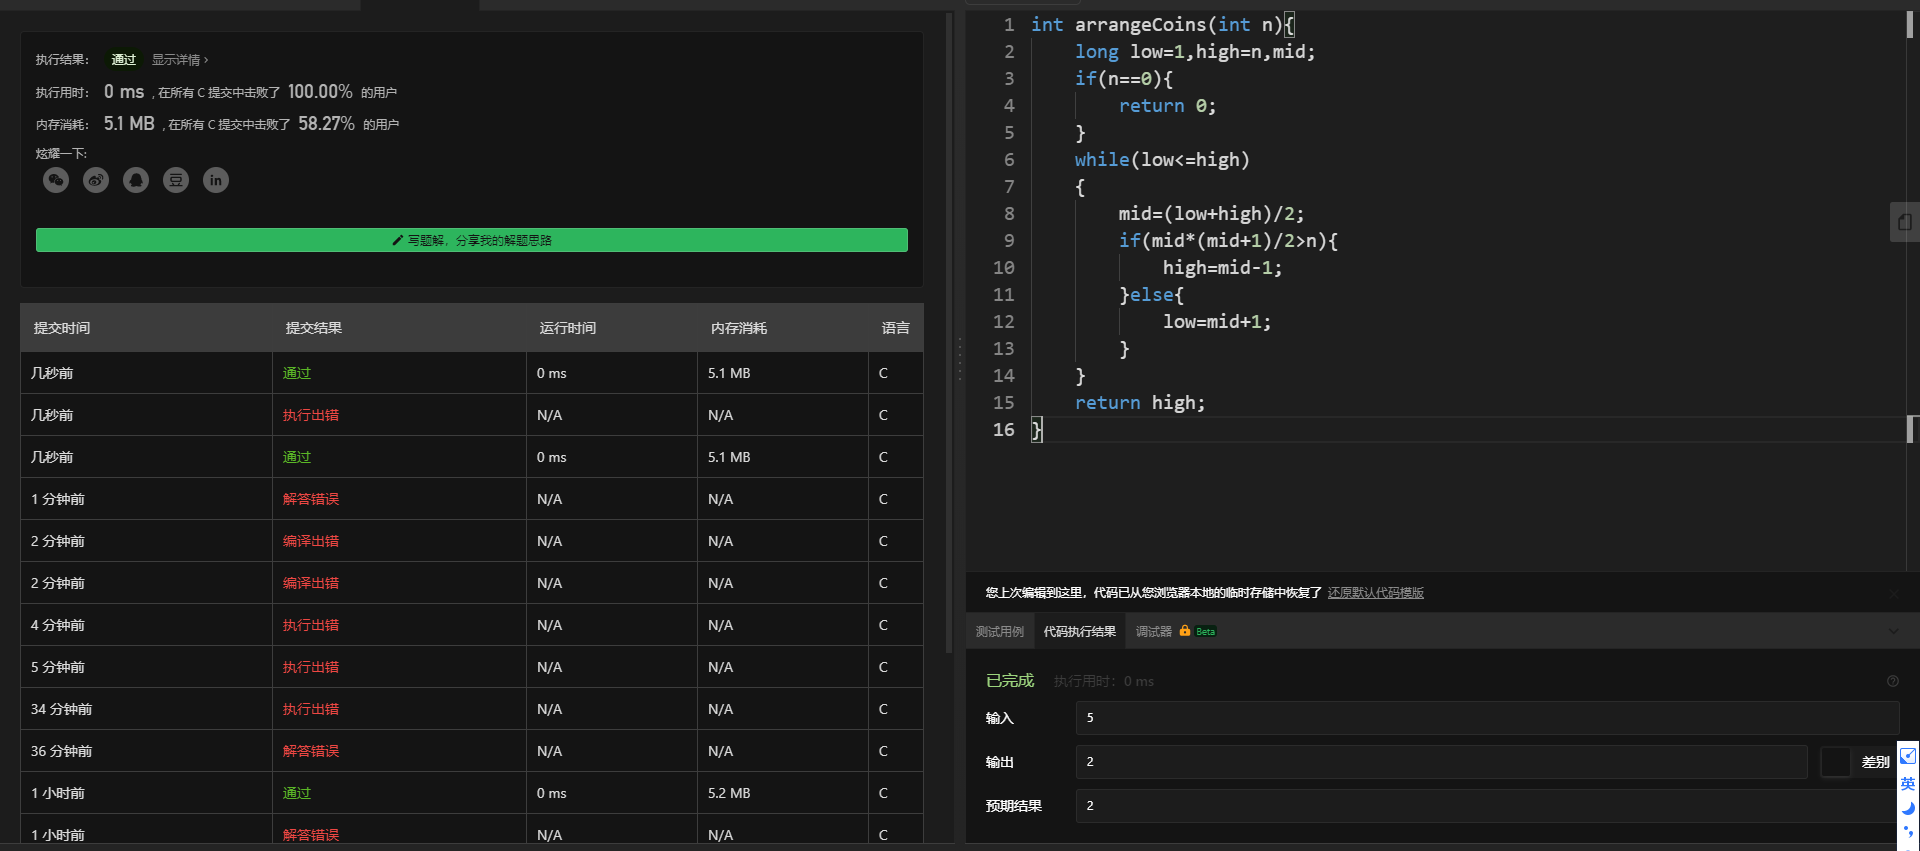 执行结果： 通过 显示详情 ›
执行用时： 0 ms , 在所有 C 提交中击败了 100.00% 的用户
内存消耗： 5.1 MB , 在所有 C 提交中击败了 58.27% 的用户
炫耀一下:
豆 in
写题解，分享我的解题思路
提交时间 提交结果 运行时间 内存消耗 语言
几秒前 通过 0 ms 5.1 MB C
几秒前 执行出错 N/A N/A C
几秒前 通过 0 ms 5.1 MB C
1 分钟前 解答错误 N/A N/A C
2 分钟前 编译出错 N/A N/A C
2 分钟前 编译出错 N/A N/A C
4 分钟前 执行出错 N/A N/A C
5 分钟前 执行出错 N/A N/A C
34 分钟前 执行出错 N/A N/A C
36 分钟前 解答错误 N/A N/A C
1 小时前 通过 0 ms 5.2 MB C
1 小时前 解答错误 N/A N/A C
1 int arrangeCoins(int n){
2 long low=1,high=n,mid;
3 if(n==0){
4 return 0;
5 }
6 while(low<=high)
7 {
8 mid=(low+high)/2;
9 if(mid*(mid+1)/2>n){
10 high=mid-1;
11 }else{
12 low=mid+1;
13 }
14 }
15 return high;
16 }
您上次编辑到这里，代码已从您浏览器本地的临时存储中恢复了 还原默认代码模版
测试用例 代码执行结果 调试器 Beta
已完成 执行用时：0 ms
输入 5
输出 2 差别
预期结果 2
英